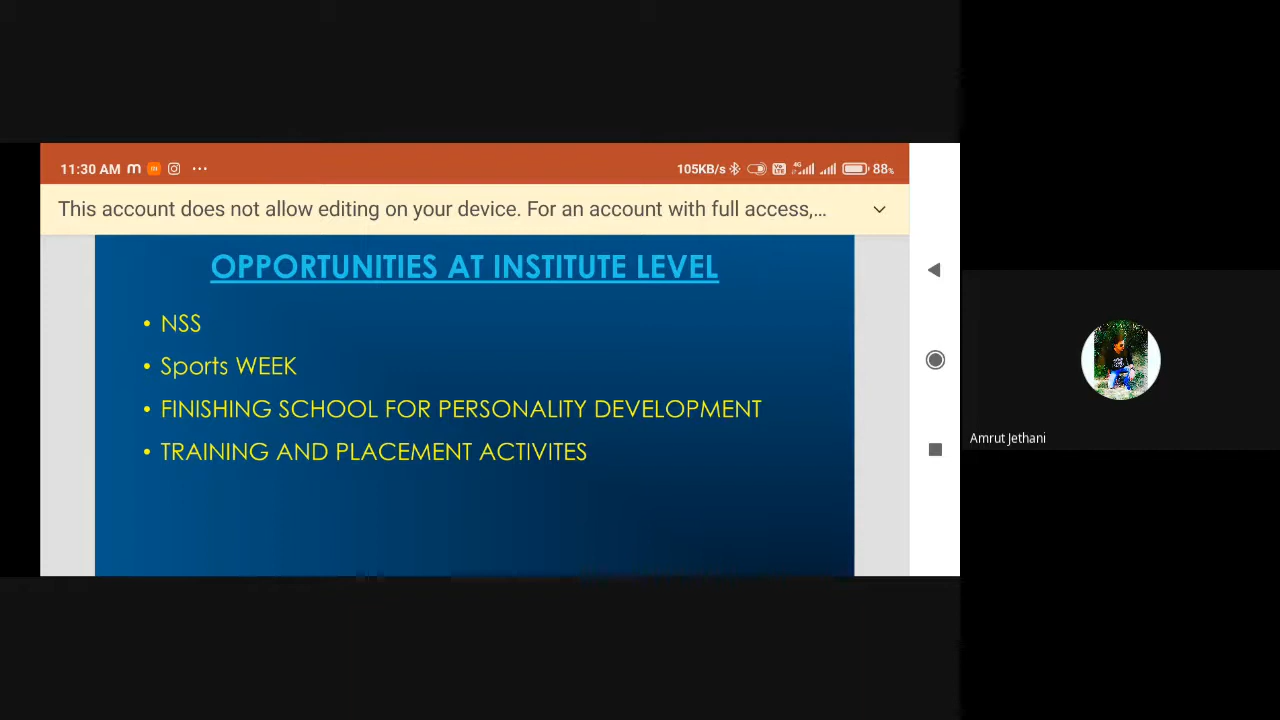 11:30 AM
105KB/s 4G 88%
This account does not allow editing on your device. For an account with full access,...
OPPORTUNITIES AT INSTITUTE LEVEL
• NSS
• Sports WEEK
• FINISHING SCHOOL FOR PERSONALITY DEVELOPMENT
• TRAINING AND PLACEMENT ACTIVITES
Amrut Jethani